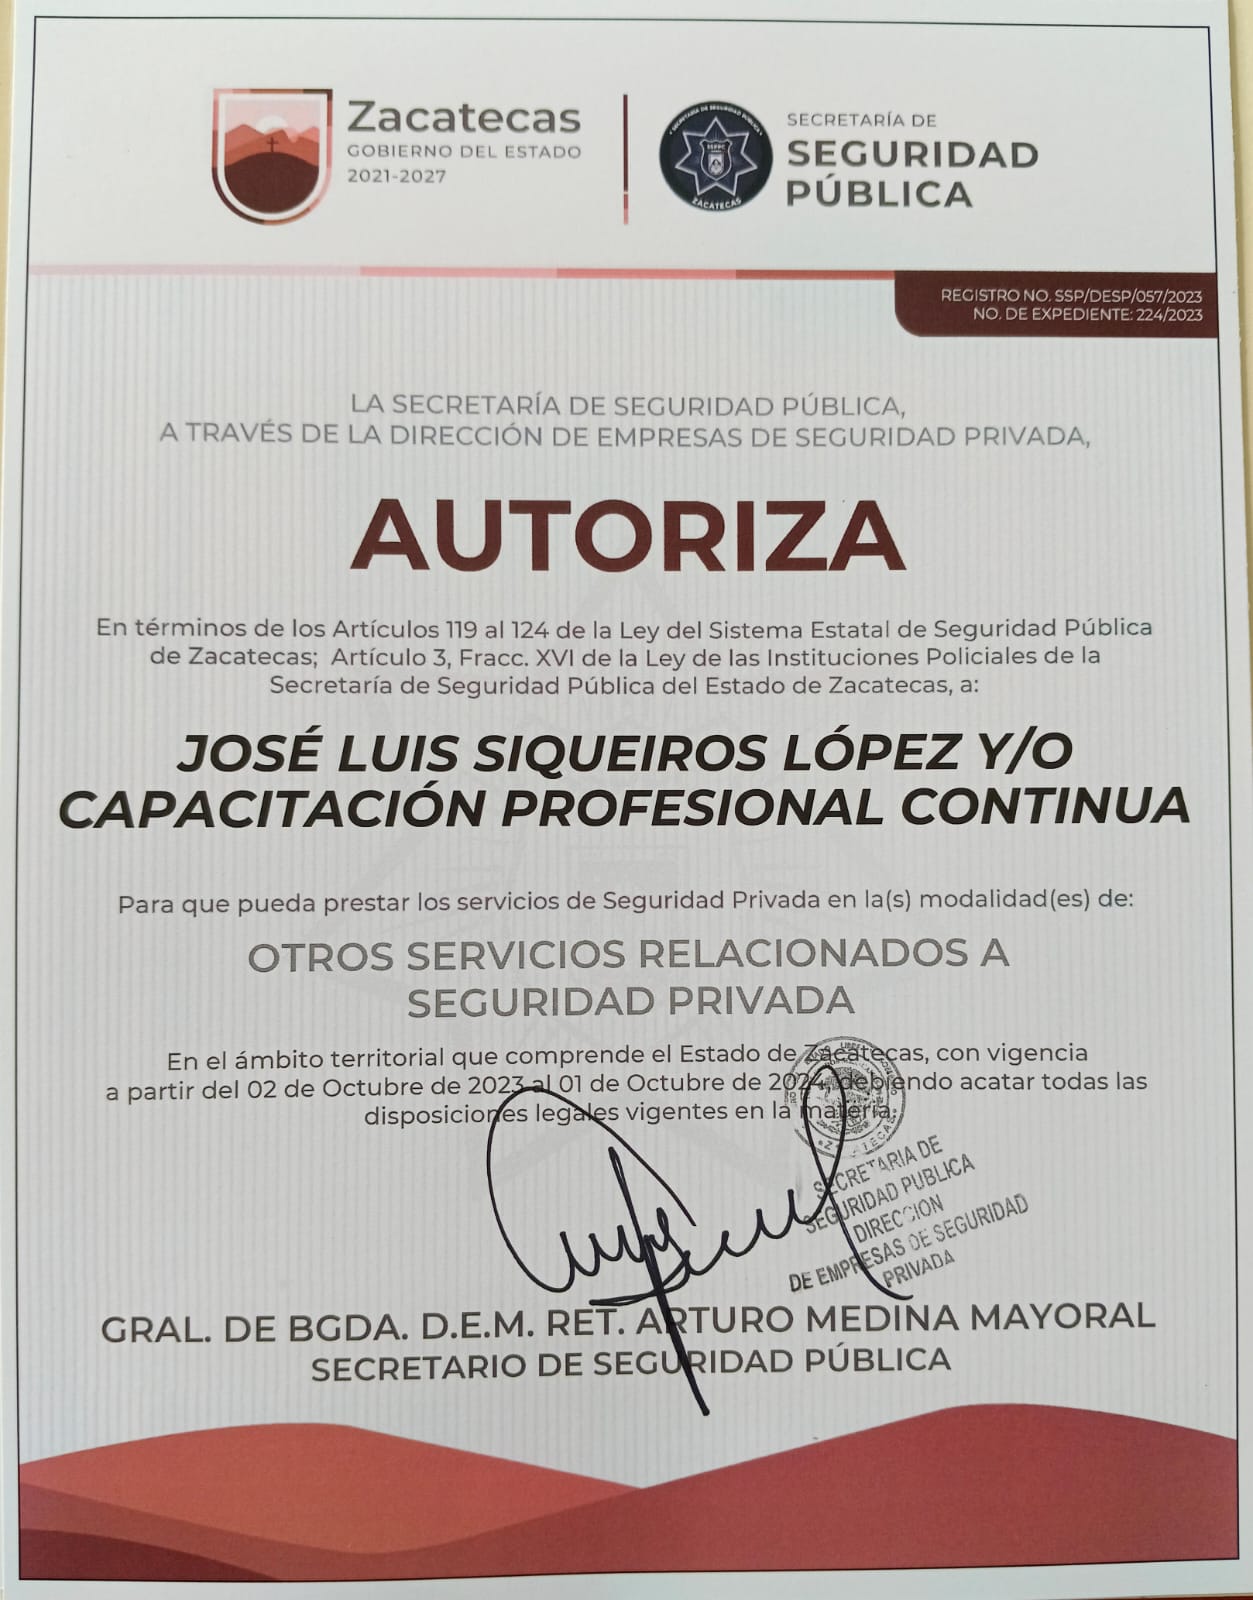 Zacatecas
GOBIERNO DEL ESTADO
2021-2027
SECRETARÍA DE SEGURIDAD PÚBLICA
SSPPC
ZACATECAS
SECRETARÍA DE
SEGURIDAD
PÚBLICA
REGISTRO NO. SSP/DESP/057/2023
NO. DE EXPEDIENTE: 224/2023
LA SECRETARÍA DE SEGURIDAD PÚBLICA,
A TRAVÉS DE LA DIRECCIÓN DE EMPRESAS DE SEGURIDAD PRIVADA,
AUTORIZA
En términos de los Artículos 119 al 124 de la Ley del Sistema Estatal de Seguridad Pública
de Zacatecas; Artículo 3, Fracc. XVI de la Ley de las Instituciones Policiales de la
Secretaría de Seguridad Pública del Estado de Zacatecas, a:
JOSÉ LUIS SIQUEIROS LÓPEZ Y/O
CAPACITACIÓN PROFESIONAL CONTINUA
Para que pueda prestar los servicios de Seguridad Privada en la(s) modalidad(es) de:
OTROS SERVICIOS RELACIONADOS A
SEGURIDAD PRIVADA
En el ámbito territorial que comprende el Estado de Zacatecas, con vigencia
a partir del 02 de Octubre de 2023 al 01 de Octubre de 2024, debiendo acatar todas las
disposiciones legales vigentes en la materia.
SECRETARIA DE
SEGURIDAD PUBLICA
DIRECCION
DE EMPRESAS DE SEGURIDAD
PRIVADA
GRAL. DE BGDA. D.E.M. RET. ARTURO MEDINA MAYORAL
SECRETARIO DE SEGURIDAD PÚBLICA